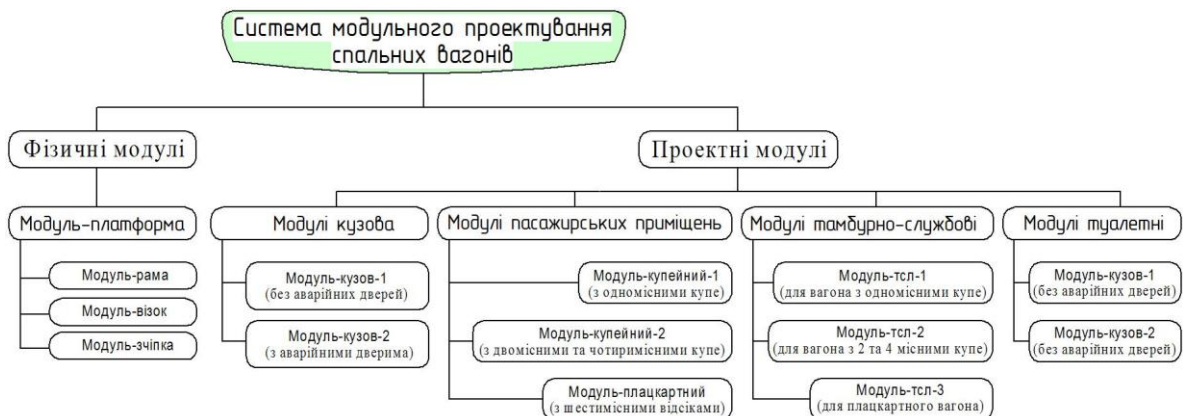 Система модульного проектування
спальних вагонів
Фізичні модулі
Проектні модулі
Модуль-платформа
Модуль-рама
Модуль-візок
Модуль-зчіпка
Модулі кузова
Модуль-кузов-1
(без аварійних дверей)
Модуль-кузов-2
(з аварійними дверима)
Модулі пасажирських приміщень
Модуль-купейний-1
(з одномісними купе)
Модуль-купейний-2
(з двомісними та чотиримісними купе)
Модуль-плацкартний
(з шестимісними відсіками)
Модулі тамбурно-службові
Модуль-тсл-1
(для вагона з одномісними купе)
Модуль-тсл-2
(для вагона з 2 та 4 місними купе)
Модуль-тсл-3
(для плацкартного вагона)
Модулі туалетні
Модуль-кузов-1
(без аварійних дверей)
Модуль-кузов-2
(без аварійних дверей)